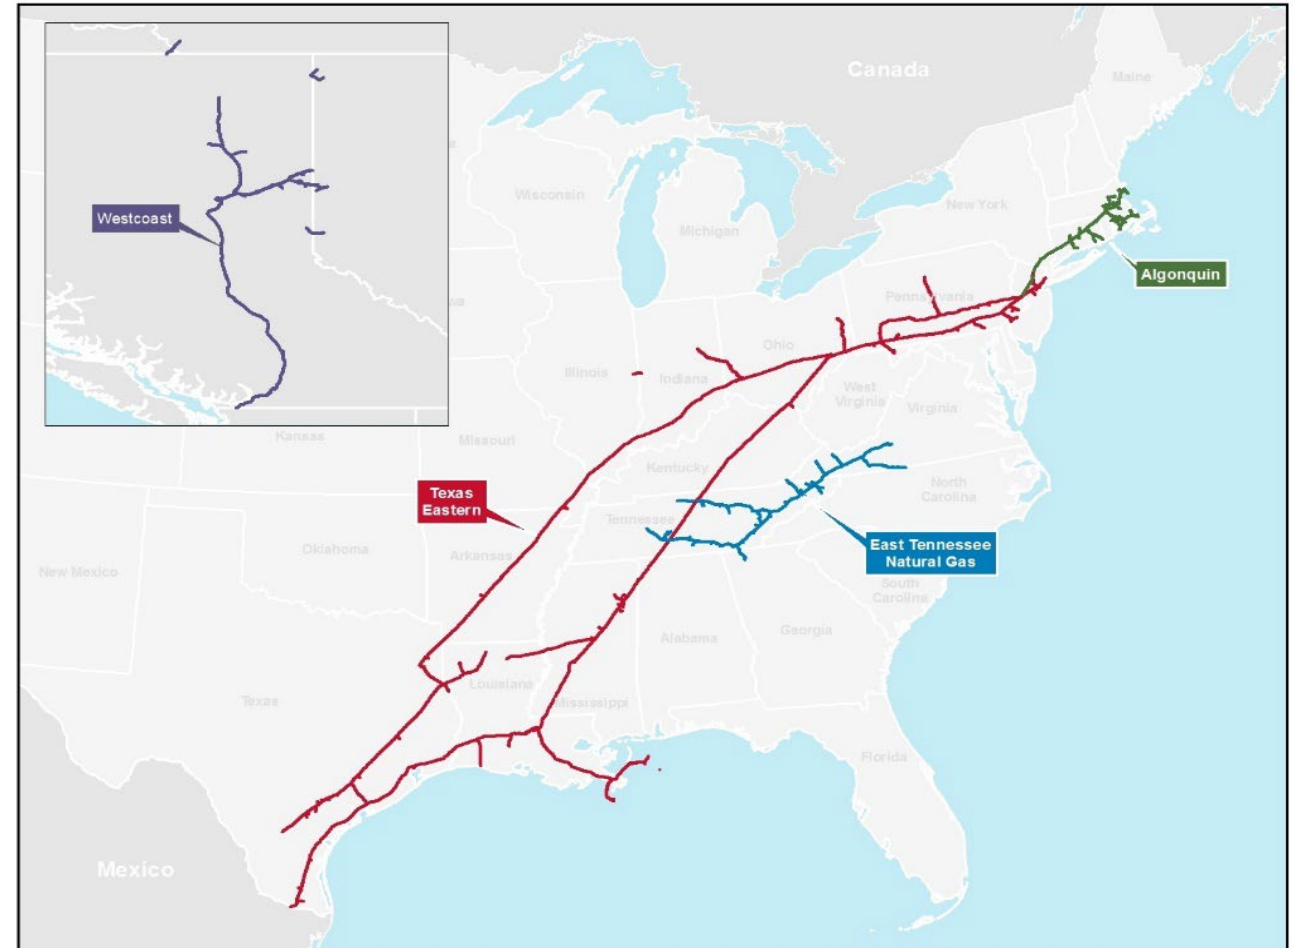 Canada
Maine
Westcoast
Wisconsin
New York
Michigan
Algonquin
Pennsylvania
Ohio
Illinois
Indiana
West
Virginia
Virginia
Kansas
Missouri
Kentucky
North
Carolina
Texas
Eastern
Tennessee
Oklahoma
Arkansas
East Tennessee
Natural Gas
New Mexico
South
Carolina
Alabama
Georgia
Louisiana
Mississippi
Texas
Florida
Mexico